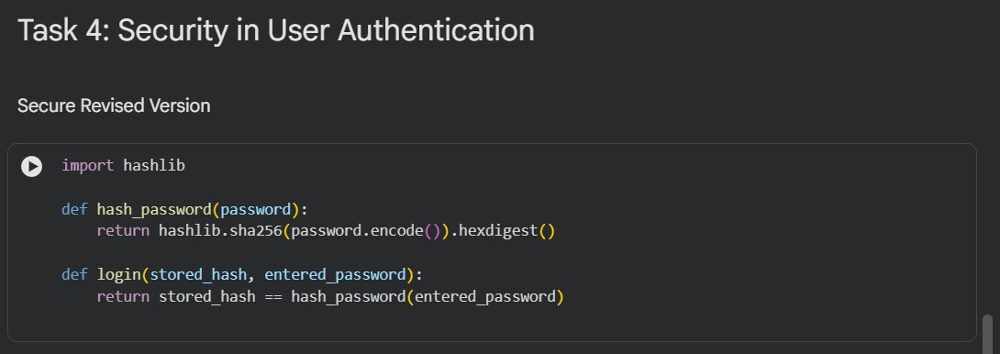 Task 4: Security in User Authentication
Secure Revised Version
import hashlib
def hash_password(password):
    return hashlib.sha256(password.encode()).hexdigest()
def login(stored_hash, entered_password):
    return stored_hash == hash_password(entered_password)